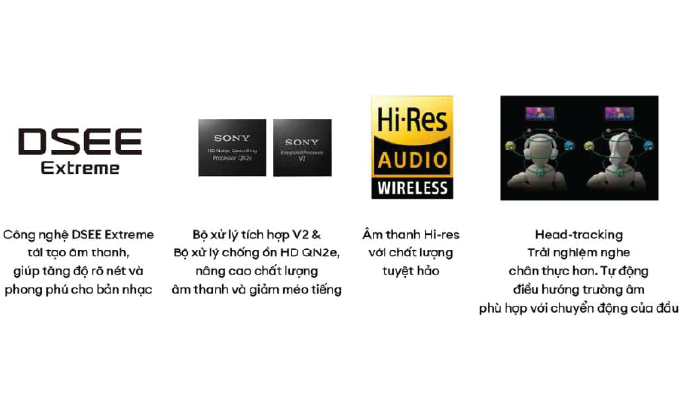 DSEE
Extreme
Công nghệ DSEE Extreme
tái tạo âm thanh,
giúp tăng độ rõ nét và
phong phú cho bản nhạc
SONY
HD Noise Cancelling
Processor QN2e
SONY
Integrated Processor
V2
Bộ xử lý tích hợp V2 &
Bộ xử lý chống ồn HD QN2e,
nâng cao chất lượng
âm thanh và giảm méo tiếng
Hi-Res
AUDIO
WIRELESS
Âm thanh Hi-res
với chất lượng
tuyệt hảo
Head-tracking
Trải nghiệm nghe
chân thực hơn. Tự động
điều hướng trường âm
phù hợp với chuyển động của đầu